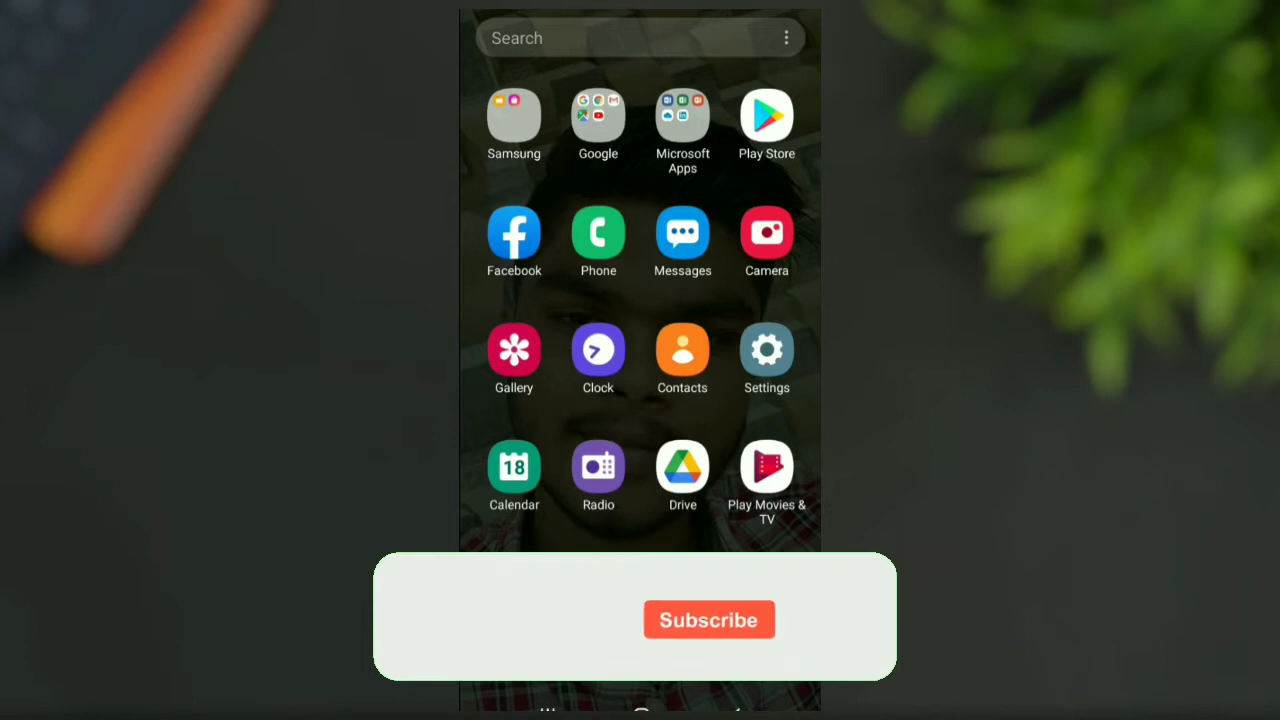 Search
Samsung
Google
Microsoft
Apps
Play Store
Facebook
Phone
Messages
Camera
Gallery
Clock
Contacts
Settings
18
Calendar
Radio
Drive
Play Movies &
TV
Subscribe